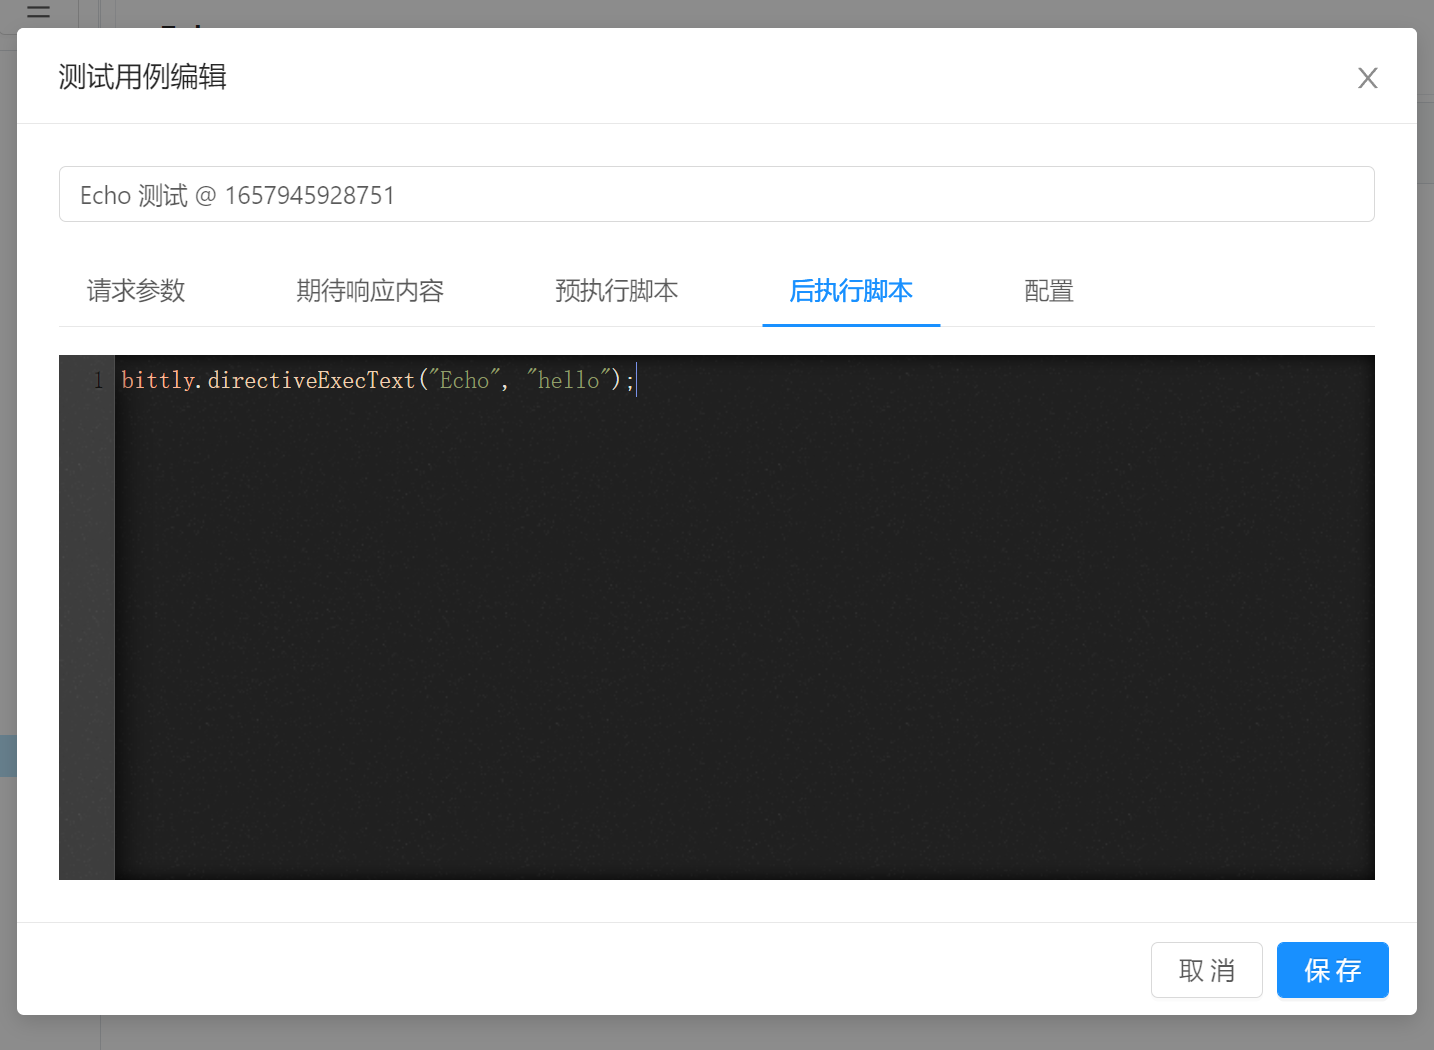 测试用例编辑
Echo 测试 @ 1657945928751
请求参数 期待响应内容 预执行脚本 后执行脚本 配置
1 bittly.directiveExecText("Echo", "hello");
取消 保存